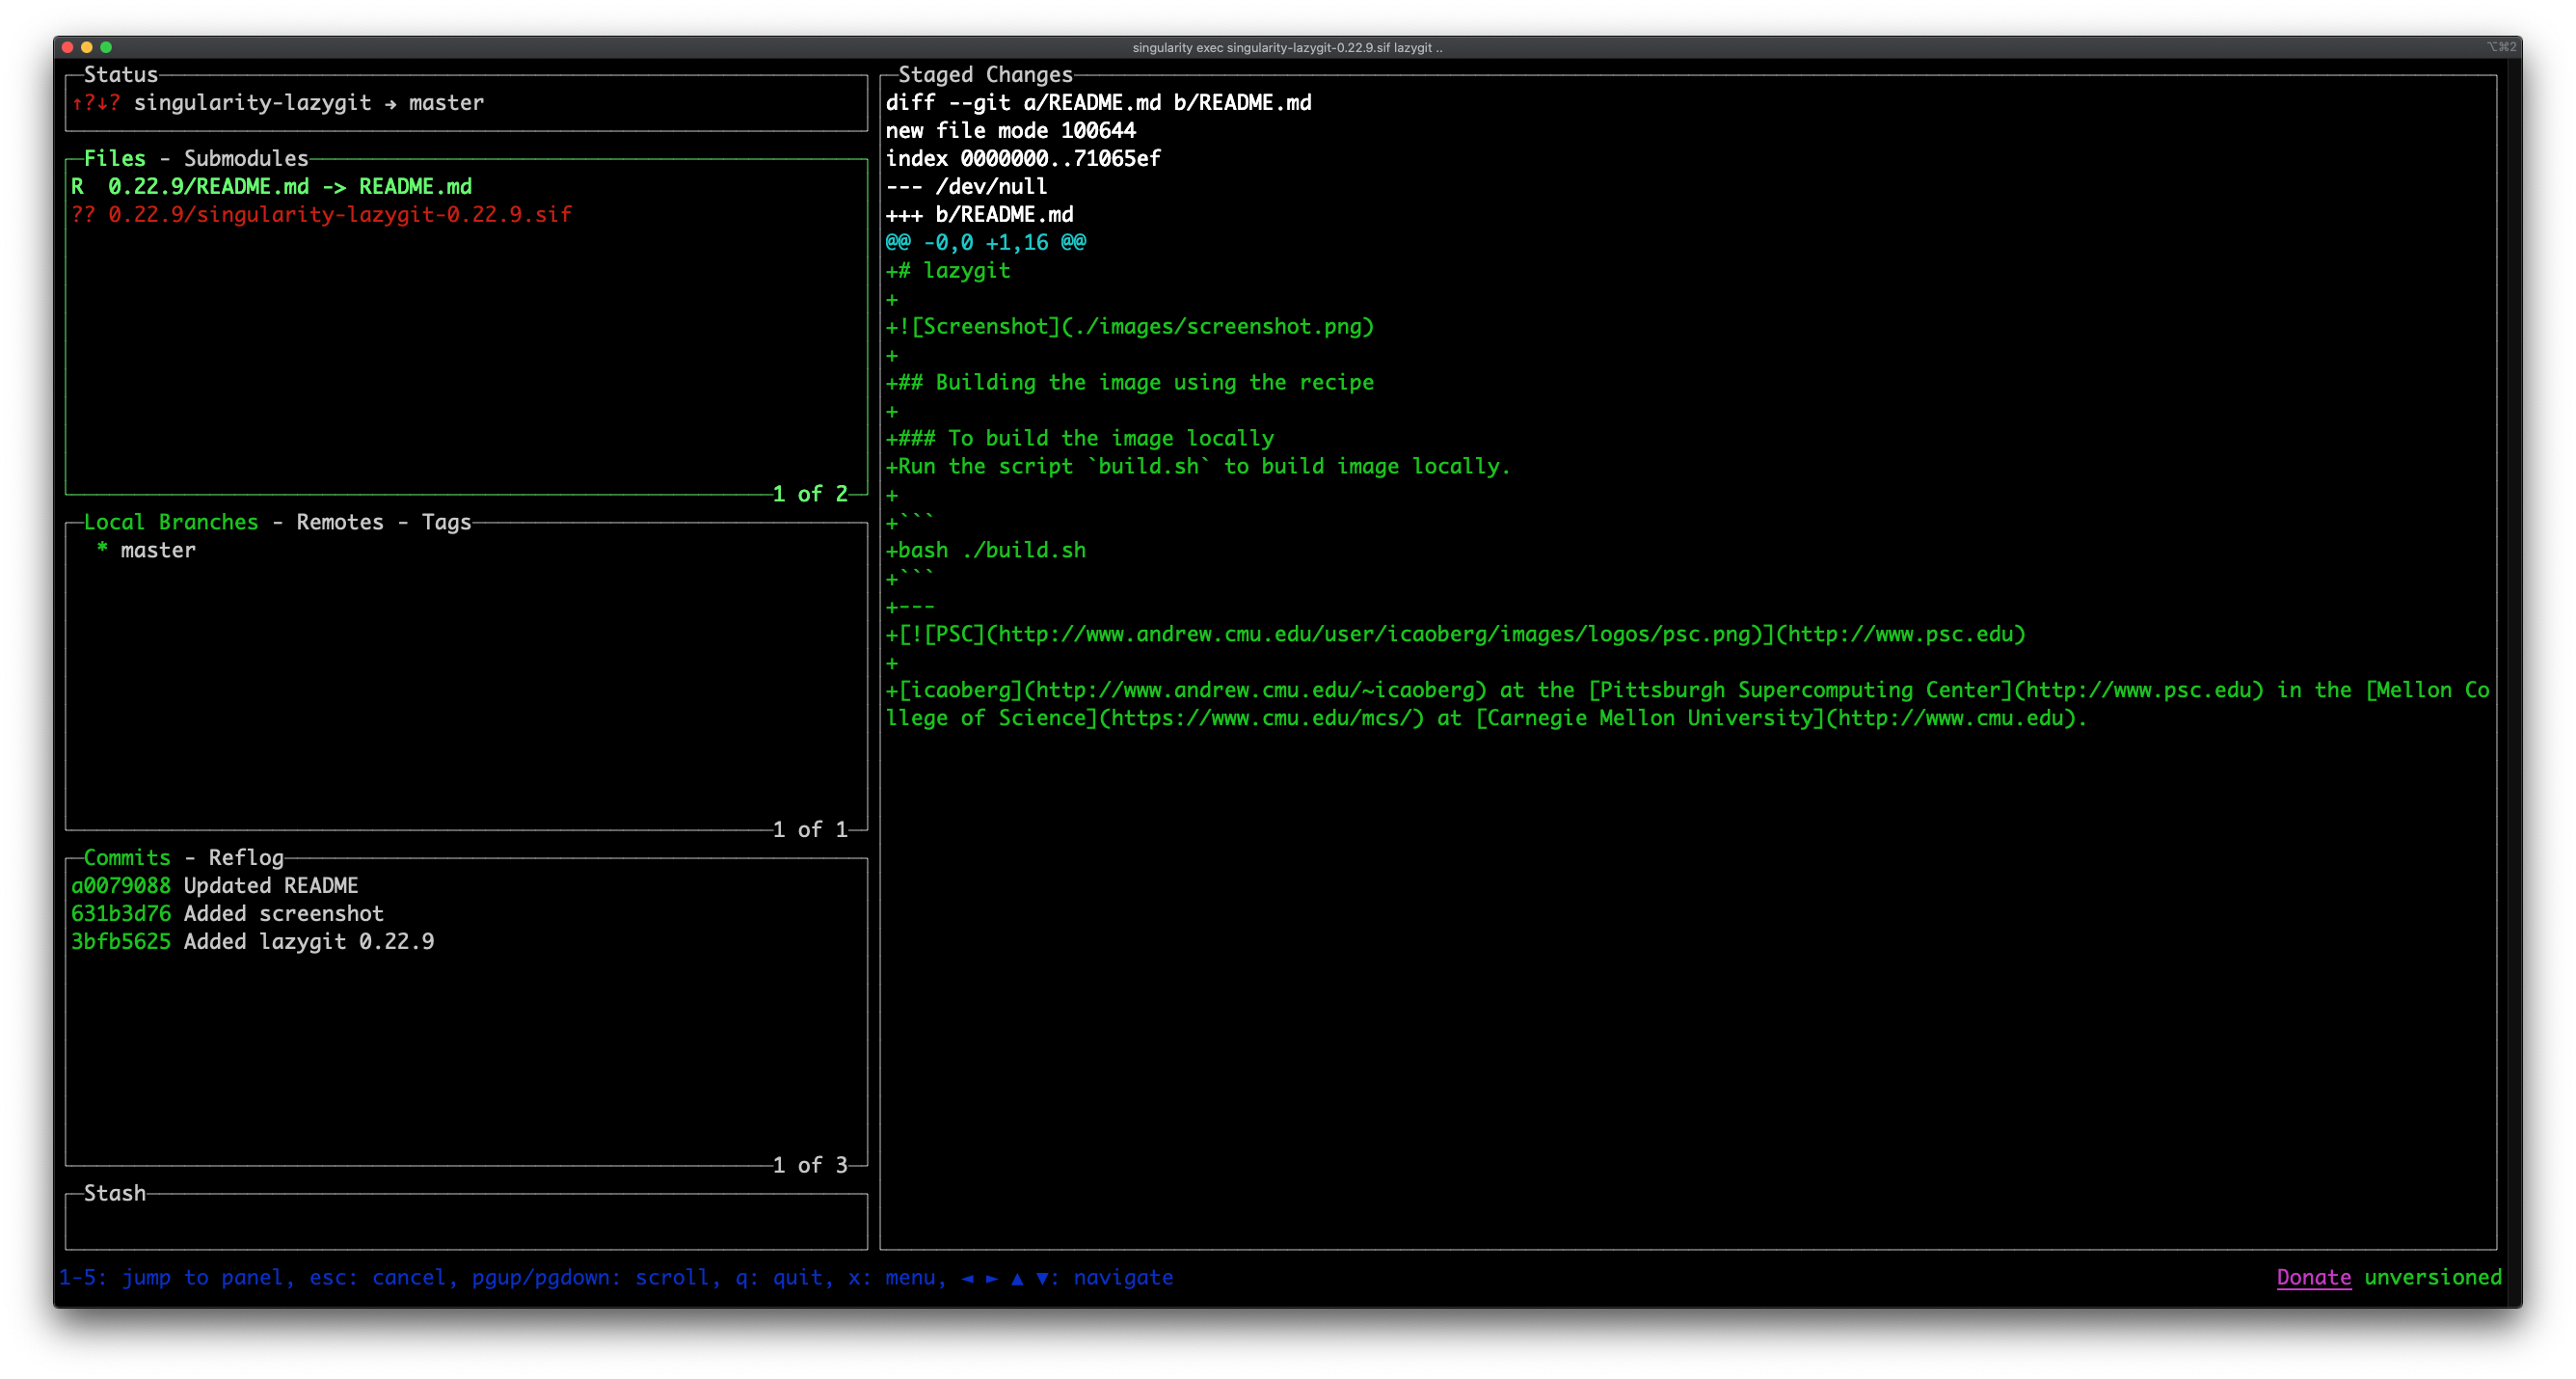 singularity exec singularity-lazygit-0.22.9.sif lazygit ..
⌥⌘2
Status
↑?↓? singularity-lazygit → master
Files - Submodules
R  0.22.9/README.md -> README.md
?? 0.22.9/singularity-lazygit-0.22.9.sif
1 of 2
Local Branches - Remotes - Tags
* master
1 of 1
Commits - Reflog
a0079088 Updated README
631b3d76 Added screenshot
3bfb5625 Added lazygit 0.22.9
1 of 3
Stash
Staged Changes
diff --git a/README.md b/README.md
new file mode 100644
index 0000000..71065ef
--- /dev/null
+++ b/README.md
@@ -0,0 +1,16 @@
+# lazygit
+
+![Screenshot](./images/screenshot.png)
+
+## Building the image using the recipe
+
+### To build the image locally
+Run the script `build.sh` to build image locally.
+
+```
+bash ./build.sh
+```
+---
+[![PSC](http://www.andrew.cmu.edu/user/icaoberg/images/logos/psc.png)](http://www.psc.edu)
+
+[icaoberg](http://www.andrew.cmu.edu/~icaoberg) at the [Pittsburgh Supercomputing Center](http://www.psc.edu) in the [Mellon Co
llege of Science](https://www.cmu.edu/mcs/) at [Carnegie Mellon University](http://www.cmu.edu).
1-5: jump to panel, esc: cancel, pgup/pgdown: scroll, q: quit, x: menu, ◄ ► ▲ ▼: navigate
Donate unversioned